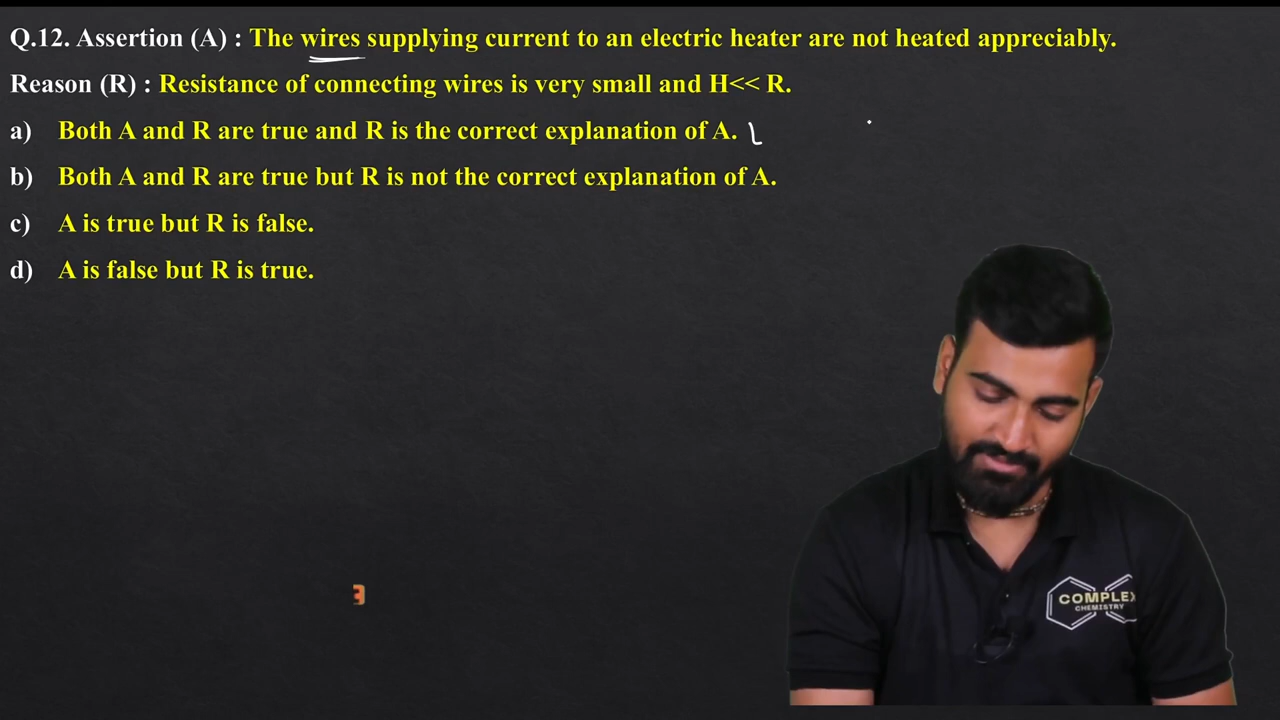 Q.12. Assertion (A) : The wires supplying current to an electric heater are not heated appreciably.
Reason (R) : Resistance of connecting wires is very small and H<< R.
a) Both A and R are true and R is the correct explanation of A.
b) Both A and R are true but R is not the correct explanation of A.
c) A is true but R is false.
d) A is false but R is true.
COMPLEX
CHEMISTRY